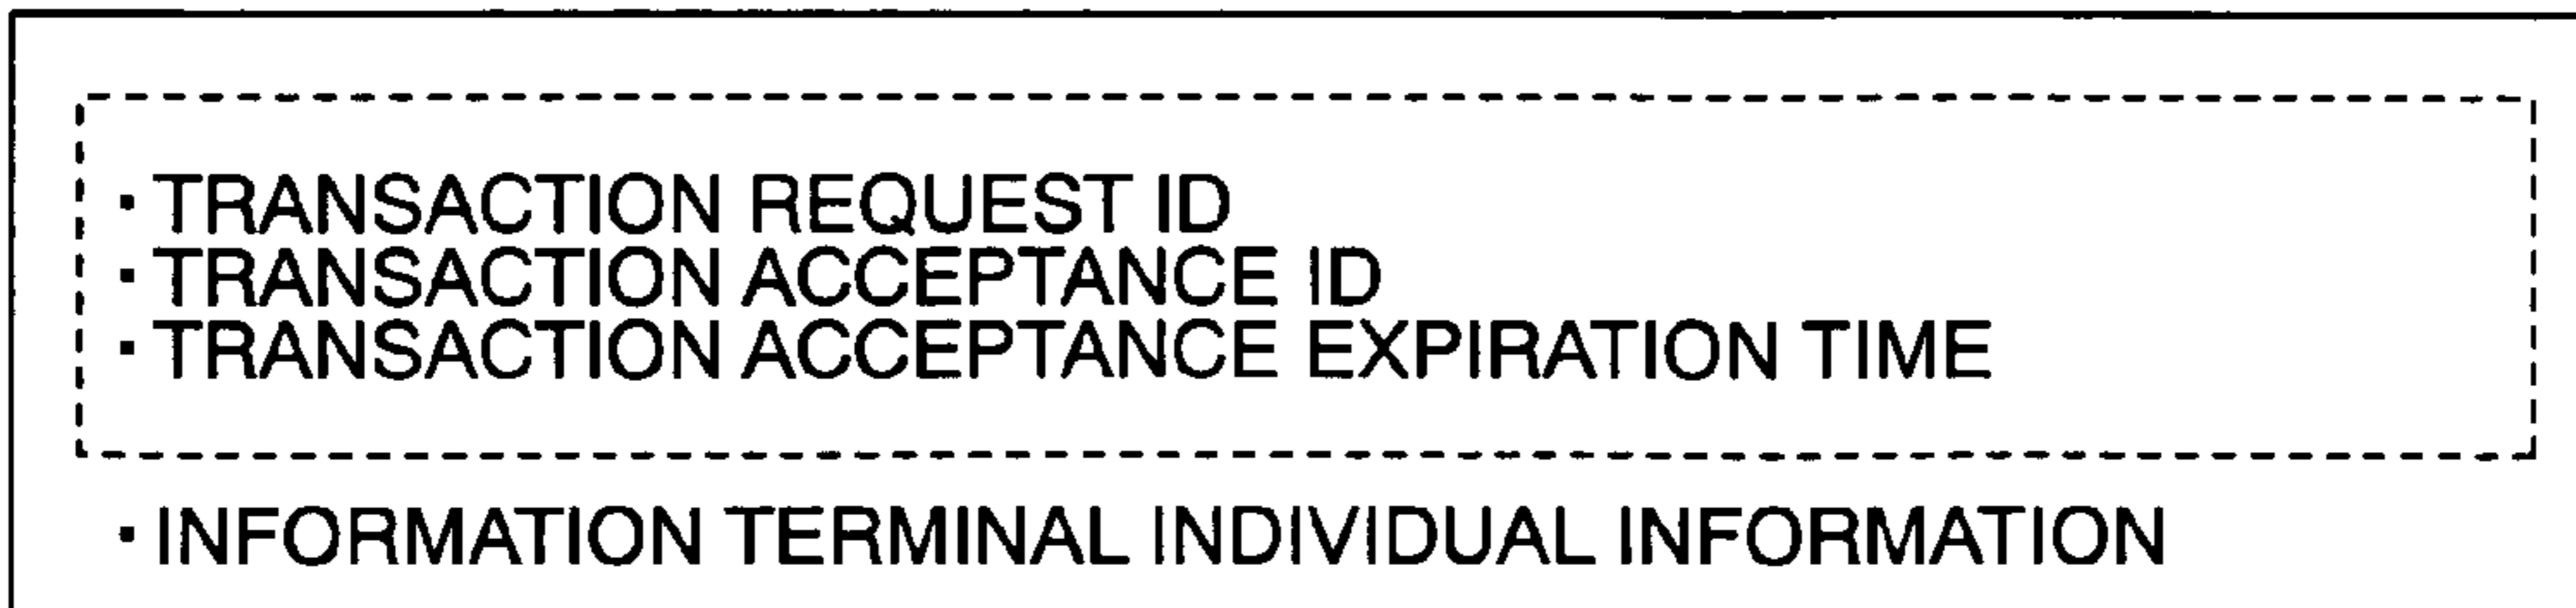 · TRANSACTION REQUEST ID
· TRANSACTION ACCEPTANCE ID
· TRANSACTION ACCEPTANCE EXPIRATION TIME
· INFORMATION TERMINAL INDIVIDUAL INFORMATION